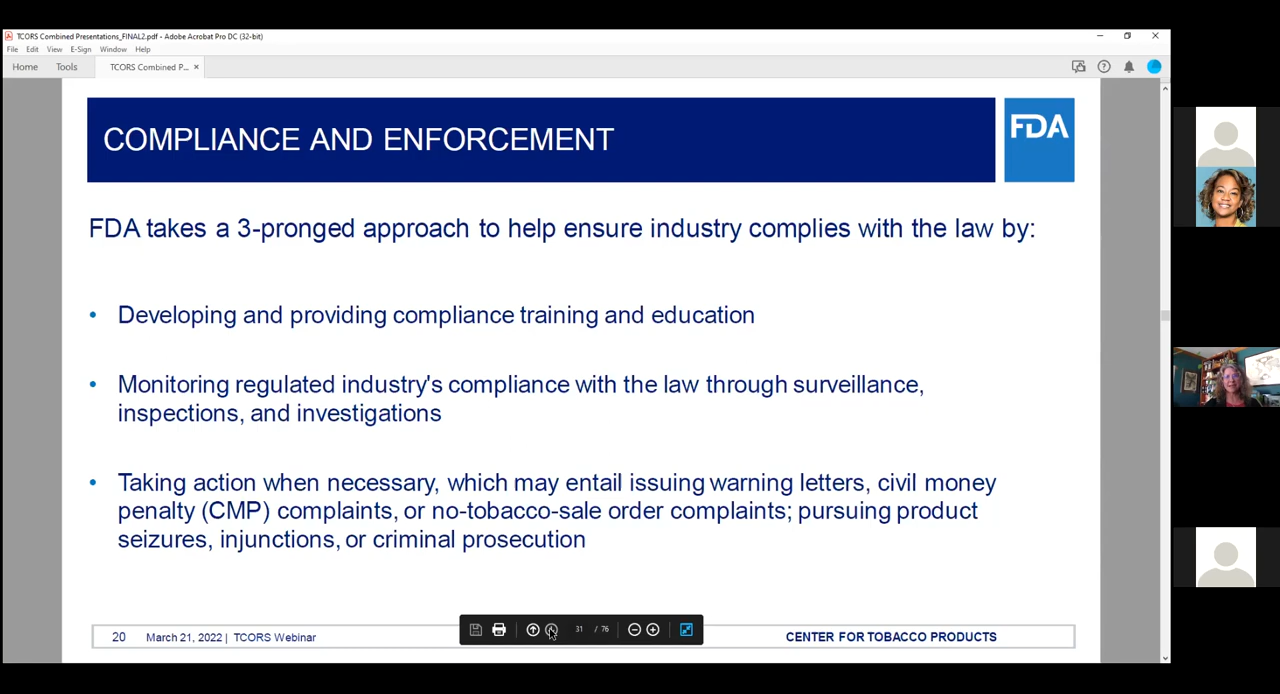 TCORS Combined Presentations_FINAL2.pdf - Adobe Acrobat Pro DC (32-bit)
File Edit View E-Sign Window Help
Home Tools TCORS Combined P... ×
COMPLIANCE AND ENFORCEMENT
FDA
FDA takes a 3-pronged approach to help ensure industry complies with the law by:
• Developing and providing compliance training and education
• Monitoring regulated industry's compliance with the law through surveillance,
inspections, and investigations
• Taking action when necessary, which may entail issuing warning letters, civil money
penalty (CMP) complaints, or no-tobacco-sale order complaints; pursuing product
seizures, injunctions, or criminal prosecution
20 March 21, 2022 | TCORS Webinar
31 / 76
CENTER FOR TOBACCO PRODUCTS